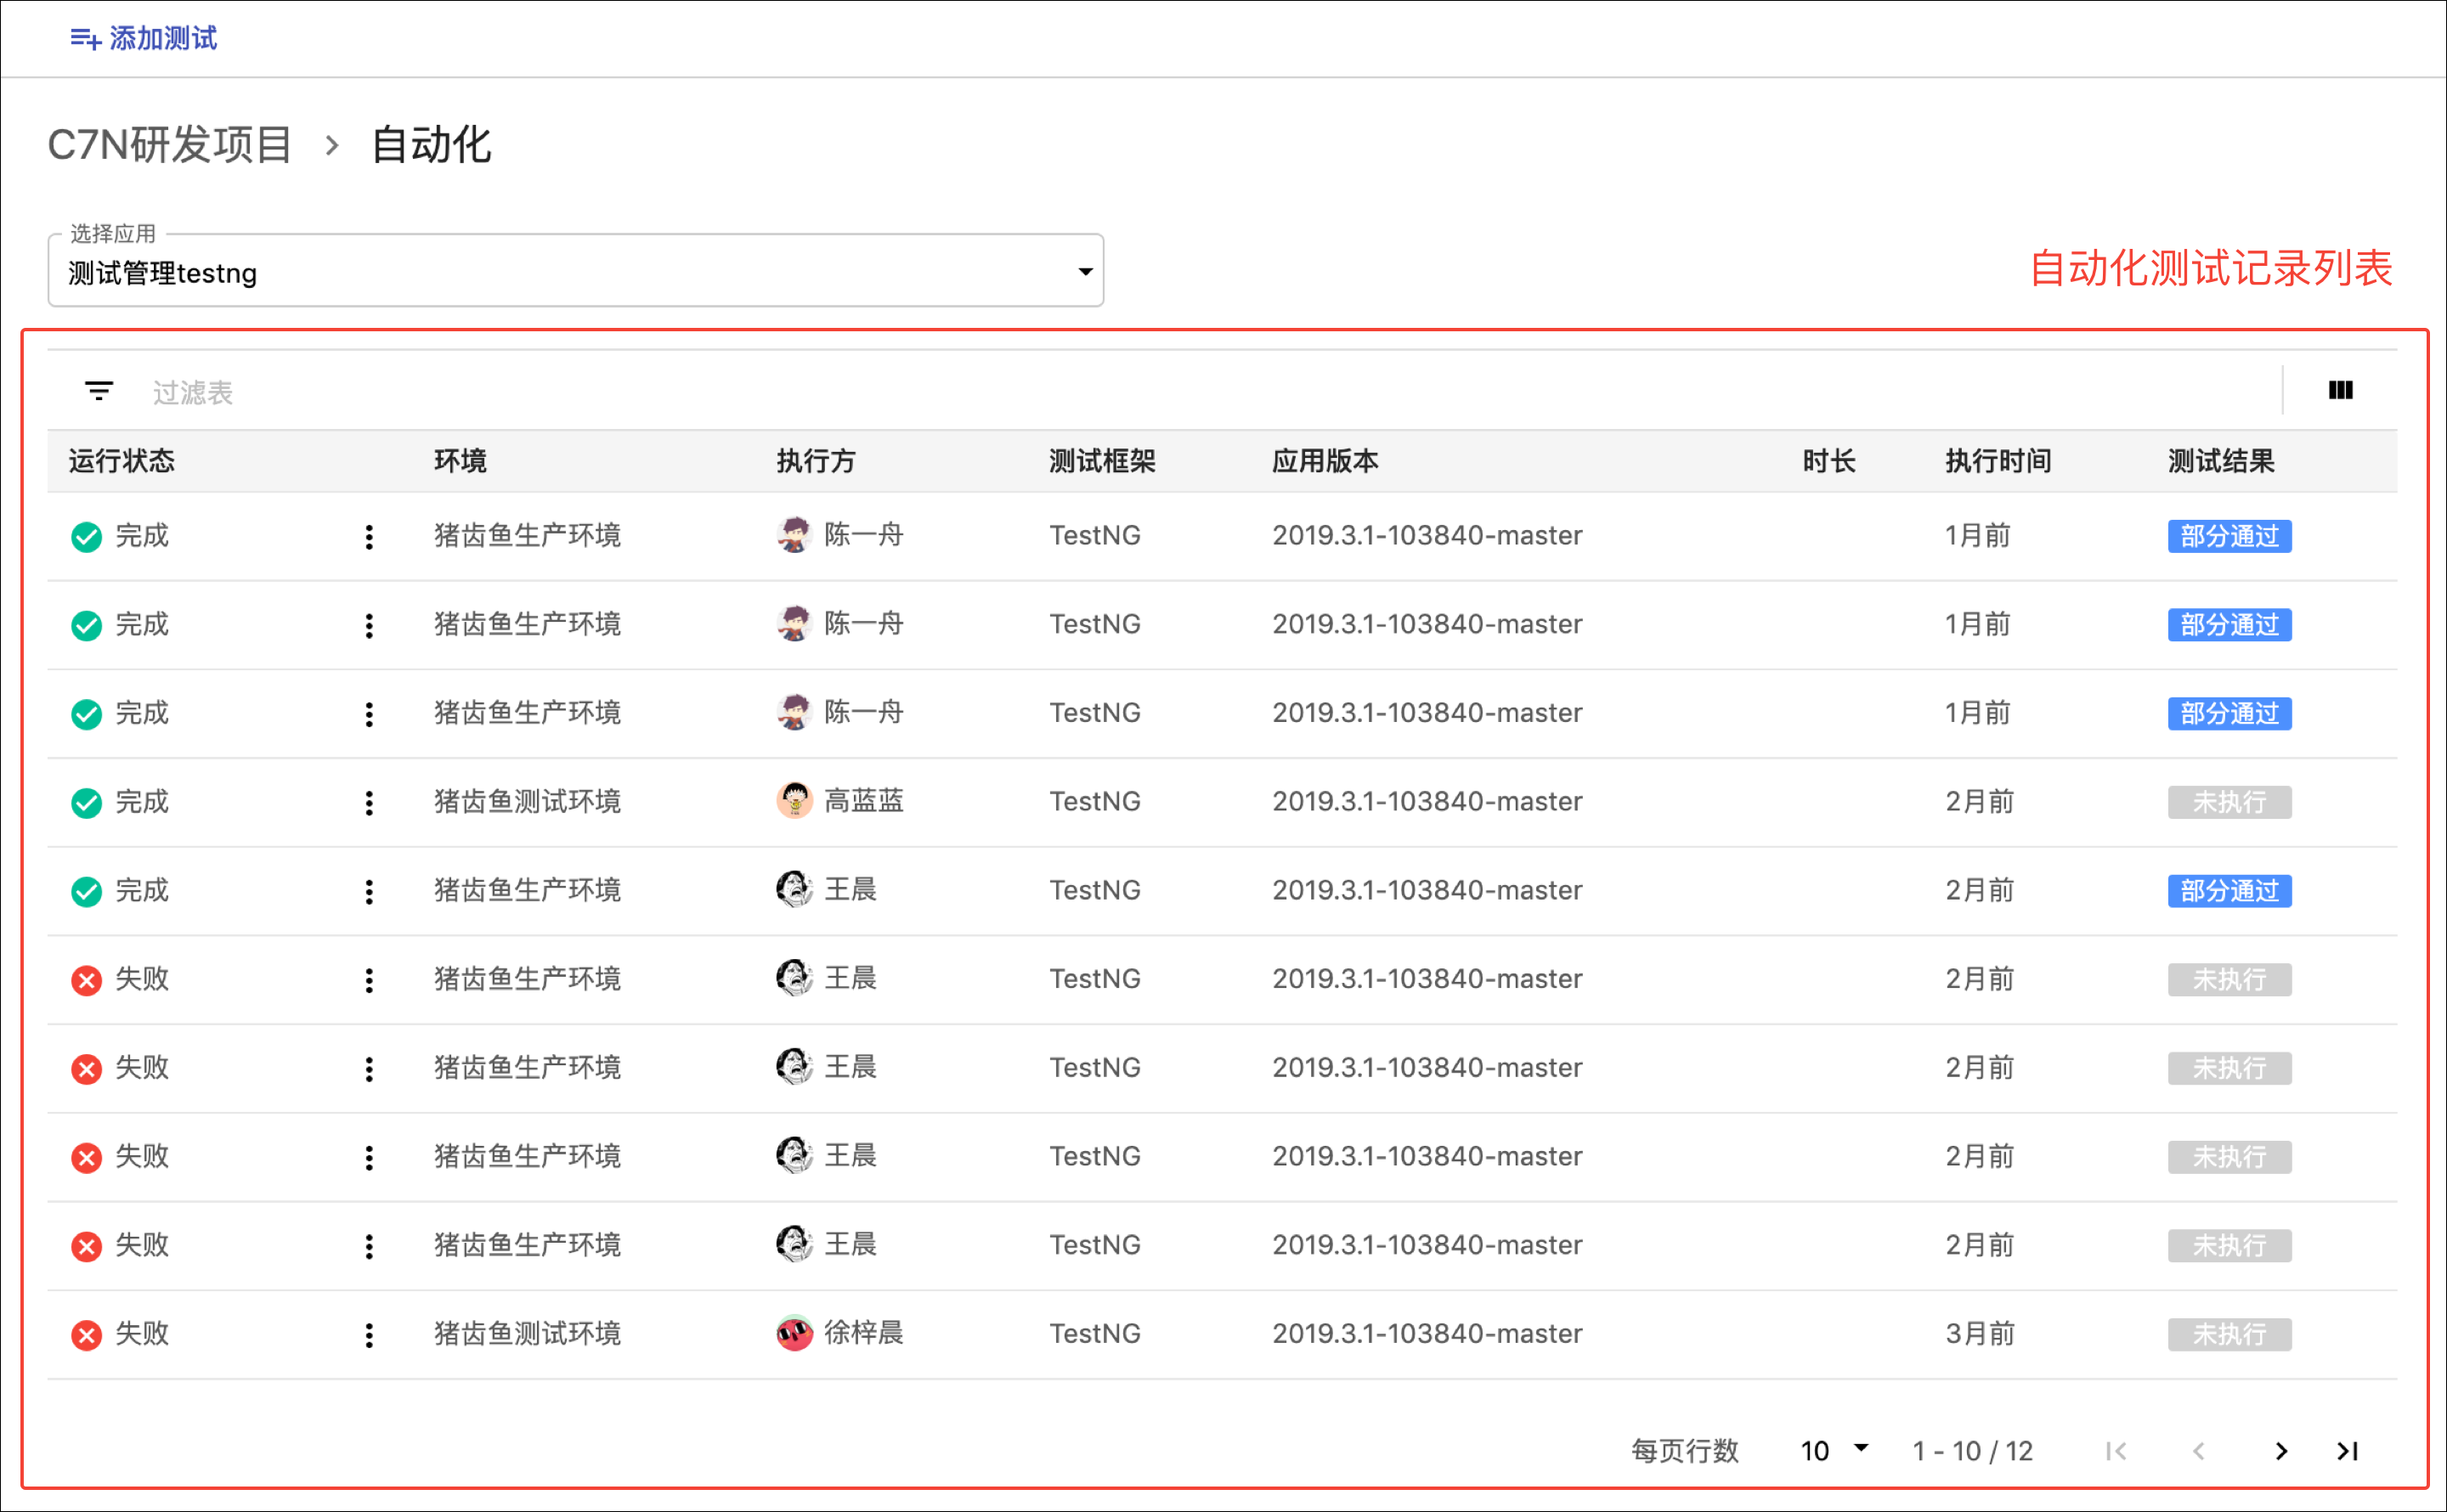 添加测试
C7N研发项目 › 自动化
选择应用
测试管理testng
自动化测试记录列表
过滤表
运行状态 环境 执行方 测试框架 应用版本 时长 执行时间 测试结果
完成 猪齿鱼生产环境 陈一舟 TestNG 2019.3.1-103840-master 1月前 部分通过
完成 猪齿鱼生产环境 陈一舟 TestNG 2019.3.1-103840-master 1月前 部分通过
完成 猪齿鱼生产环境 陈一舟 TestNG 2019.3.1-103840-master 1月前 部分通过
完成 猪齿鱼测试环境 高蓝蓝 TestNG 2019.3.1-103840-master 2月前 未执行
完成 猪齿鱼生产环境 王晨 TestNG 2019.3.1-103840-master 2月前 部分通过
失败 猪齿鱼生产环境 王晨 TestNG 2019.3.1-103840-master 2月前 未执行
失败 猪齿鱼生产环境 王晨 TestNG 2019.3.1-103840-master 2月前 未执行
失败 猪齿鱼生产环境 王晨 TestNG 2019.3.1-103840-master 2月前 未执行
失败 猪齿鱼生产环境 王晨 TestNG 2019.3.1-103840-master 2月前 未执行
失败 猪齿鱼测试环境 徐梓晨 TestNG 2019.3.1-103840-master 3月前 未执行
每页行数 10 1 - 10 / 12